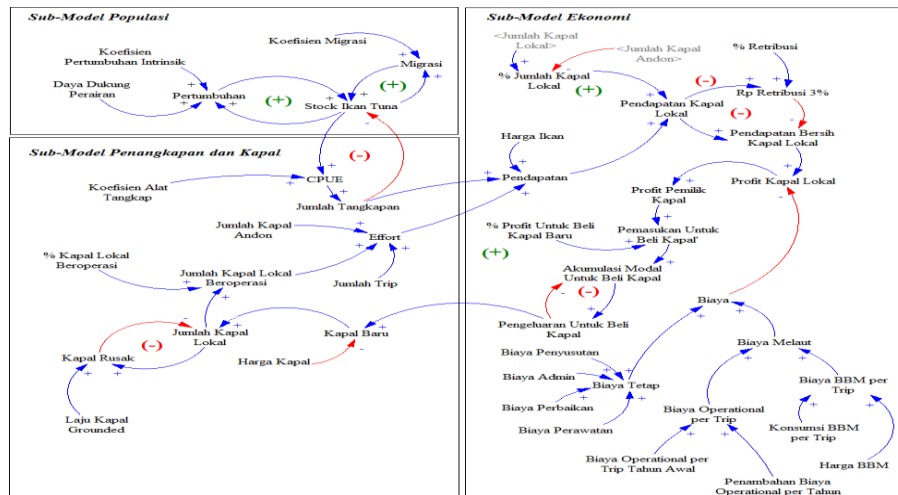 Sub-Model Populasi
Koefisien
Pertumbuhan Intrinsik
Daya Dukung
Perairan
Pertumbuhan
(+)
Koefisien Migrasi
Migrasi
(+)
Stock Ikan Tuna
(-)
Sub-Model Penangkapan dan Kapal
CPUE
Koefisien Alat
Tangkap
Jumlah Tangkapan
Jumlah Kapal
Andon
Effort
% Kapal Lokal
Beroperasi
Jumlah Kapal Lokal
Beroperasi
Jumlah Trip
Jumlah Kapal
Lokal
Kapal Baru
Kapal Rusak
(-)
Harga Kapal
Laju Kapal
Grounded
Sub-Model Ekonomi
<Jumlah Kapal
Lokal>
<Jumlah Kapal
Andon>
% Retribusi
% Jumlah Kapal
Lokal
(+)
(-)
Rp Retribusi 3%
Pendapatan Kapal
Lokal
(-)
Pendapatan Bersih
Kapal Lokal
Harga Ikan
Pendapatan
Profit Kapal Lokal
Profit Pemilik
Kapal
% Profit Untuk Beli
Kapal Baru
Pemasukan Untuk
Beli Kapal'
(+)
Akumulasi Modal
Untuk Beli Kapal
(-)
Pengeluaran Untuk Beli
Kapal
Biaya
Biaya Penyusutan
Biaya Admin
Biaya Tetap
Biaya Perbaikan
Biaya Perawatan
Biaya Melaut
Biaya BBM per
Trip
Biaya Operational
per Trip
Konsumsi BBM
per Trip
Biaya Operational per
Trip Tahun Awal
Harga BBM
Penambahan Biaya
Operational per Tahun